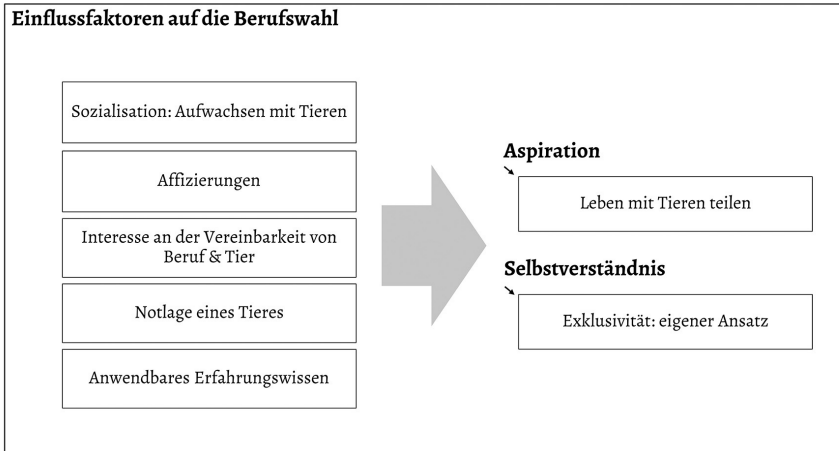 Einflussfaktoren auf die Berufswahl
Sozialisation: Aufwachsen mit Tieren
Affizierungen
Interesse an der Vereinbarkeit von
Beruf & Tier
Notlage eines Tieres
Anwendbares Erfahrungswissen
Aspiration
Leben mit Tieren teilen
Selbstverständnis
Exklusivität: eigener Ansatz